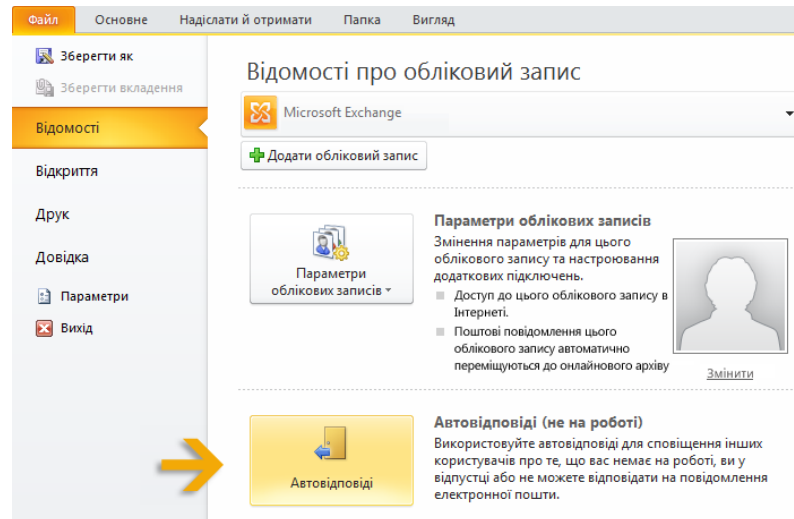 Файл Основне Надіслати й отримати Папка Вигляд
Зберегти як
Зберегти вкладення
Відомості
Відкриття
Друк
Довідка
Параметри
Вихід
Відомості про обліковий запис
Microsoft Exchange
Додати обліковий запис
Параметри
облікових записів
Параметри облікових записів
Змінення параметрів для цього
облікового запису та настроювання
додаткових підключень.
Доступ до цього облікового запису в
Інтернеті.
Поштові повідомлення цього
облікового запису автоматично
переміщуються до онлайнового архіву
Змінити
Автовідповіді
Автовідповіді (не на роботі)
Використовуйте автовідповіді для сповіщення інших
користувачів про те, що вас немає на роботі, ви у
відпустці або не можете відповідати на повідомлення
електронної пошти.